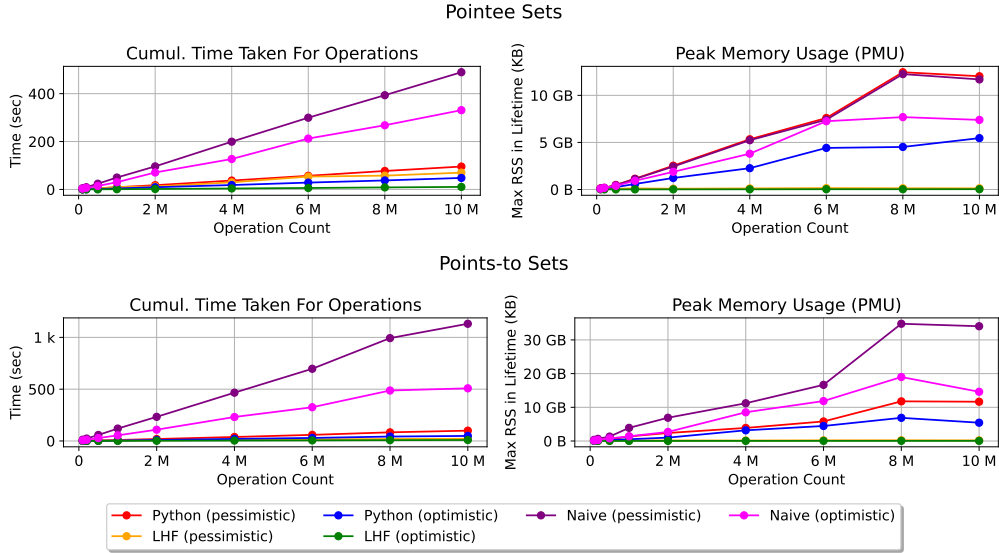 Pointee Sets
Cumul. Time Taken For Operations
Time (sec)
400
200
0
0 2 M 4 M 6 M 8 M 10 M
Operation Count
Peak Memory Usage (PMU)
Max RSS in Lifetime (KB)
10 GB
5 GB
0 B
0 2 M 4 M 6 M 8 M 10 M
Operation Count
Points-to Sets
Cumul. Time Taken For Operations
Time (sec)
1 k
500
0
0 2 M 4 M 6 M 8 M 10 M
Operation Count
Peak Memory Usage (PMU)
Max RSS in Lifetime (KB)
30 GB
20 GB
10 GB
0 B
0 2 M 4 M 6 M 8 M 10 M
Operation Count
Python (pessimistic) Python (optimistic) Naive (pessimistic) Naive (optimistic)
LHF (pessimistic) LHF (optimistic)